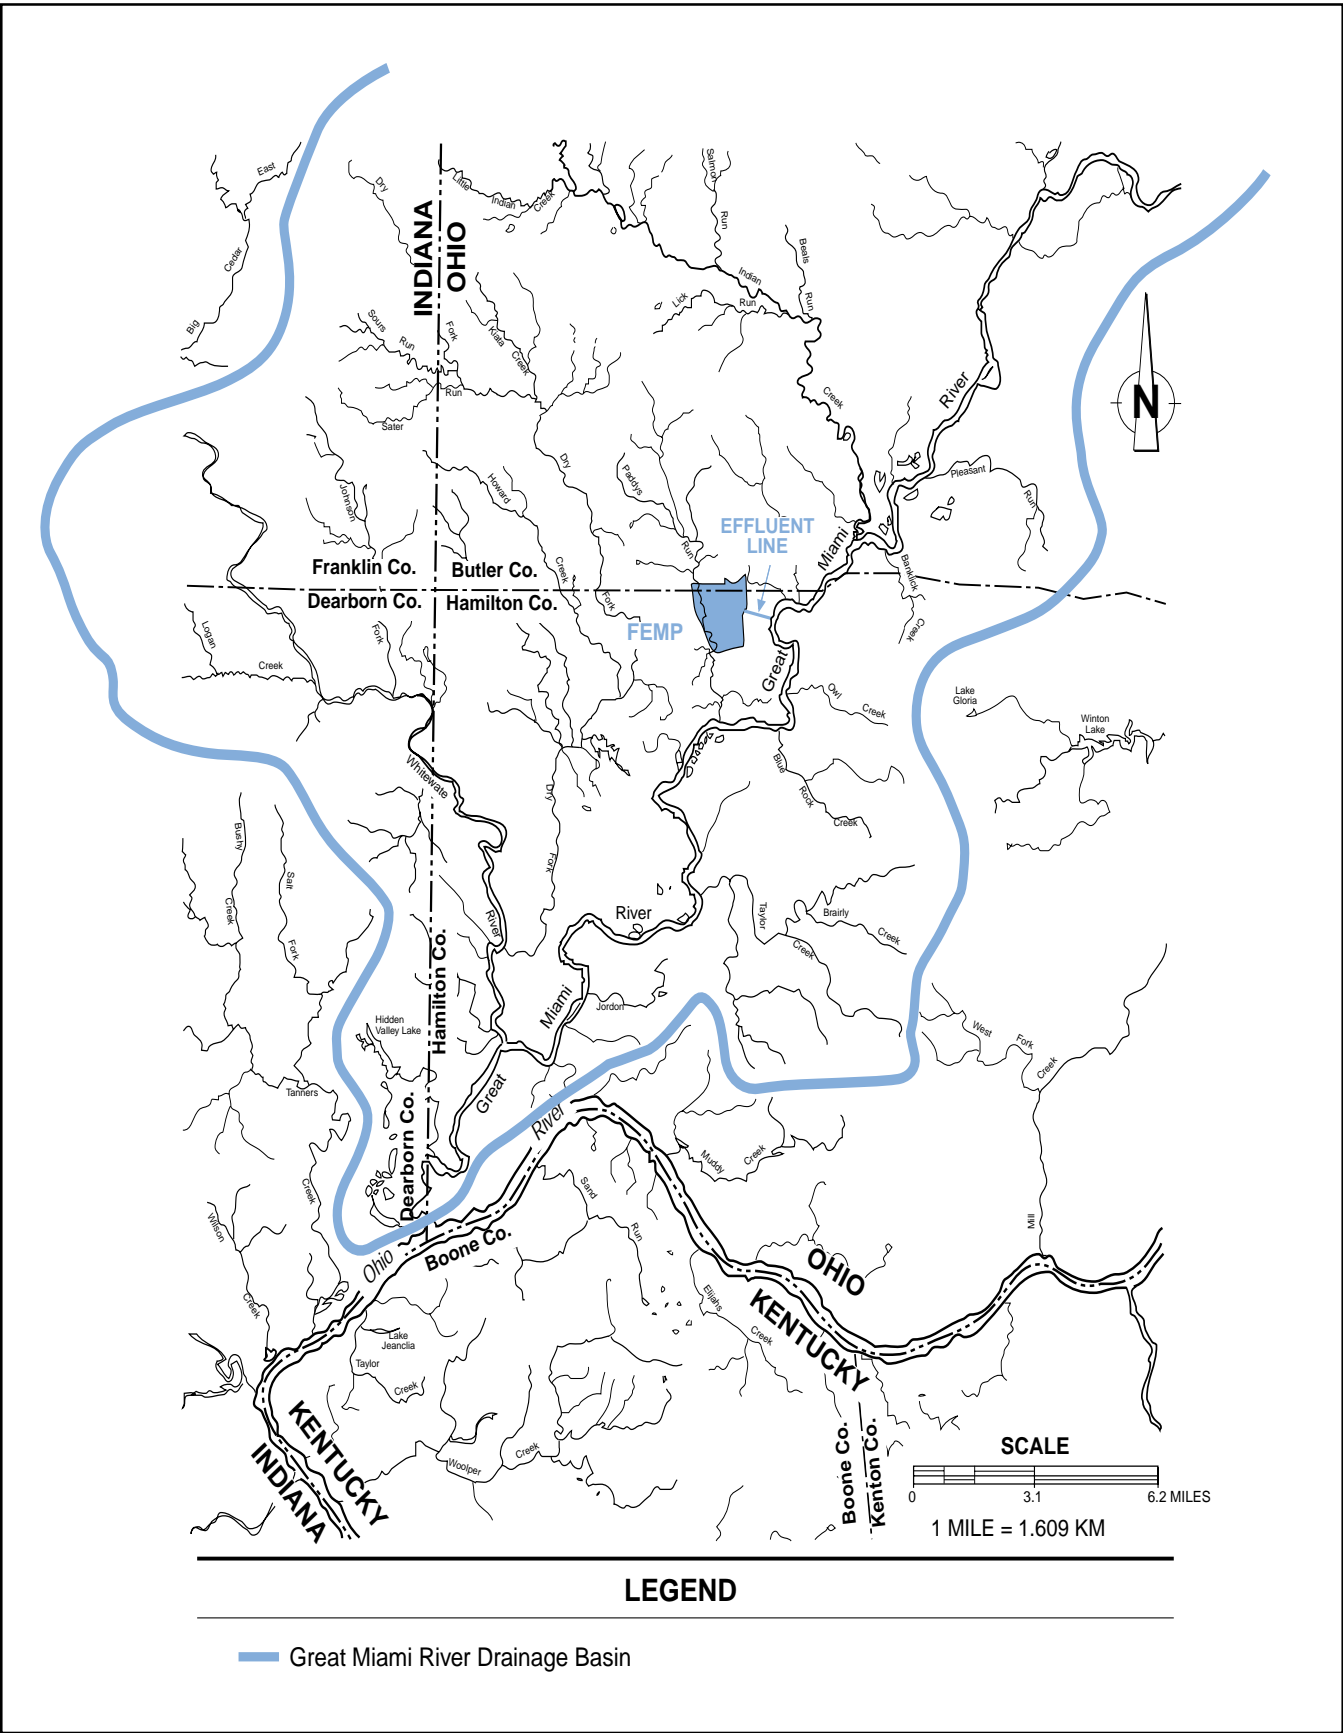 East
Dry
Little
Indian
Creek
Salmon
Run
Beals
Run
Cedar
Big
INDIANA
OHIO
Indian
Lick
Run
Sours
Run
Fork
Kiata
Creek
Run
Sater
Creek
River
N
Dry
Paddys
Howard
Johnson
Pleasant
Run
EFFLUENT
LINE
Miami
Run
Franklin Co.
Butler Co.
Creek
Banklick
Creek
Dearborn Co.
Hamilton Co.
Fork
FEMP
Logan
Creek
Fork
Great
Owl
Creek
Lake
Gloria
Winton
Lake
Whitewate
Blue
Rock
Creek
Dry
Fork
Bushy
Creek
Salt
Fork
River
River
Taylor
Creek
Brairly
Creek
Hamilton Co.
Miami
Jordon
Hidden
Valley Lake
West
Fork
Creek
Tanners
Great
Dearborn Co.
River
Muddy
Creek
Creek
Sand
Run
Wilson
Creek
Mill
Ohio
Boone Co.
OHIO
KENTUCKY
Elijahs
Creek
Lake
Jeanclia
Taylor
Creek
KENTUCKY
INDIANA
Woolper
Creek
Boone Co.
Kenton Co.
SCALE
0 3.1 6.2 MILES
1 MILE = 1.609 KM
LEGEND
Great Miami River Drainage Basin